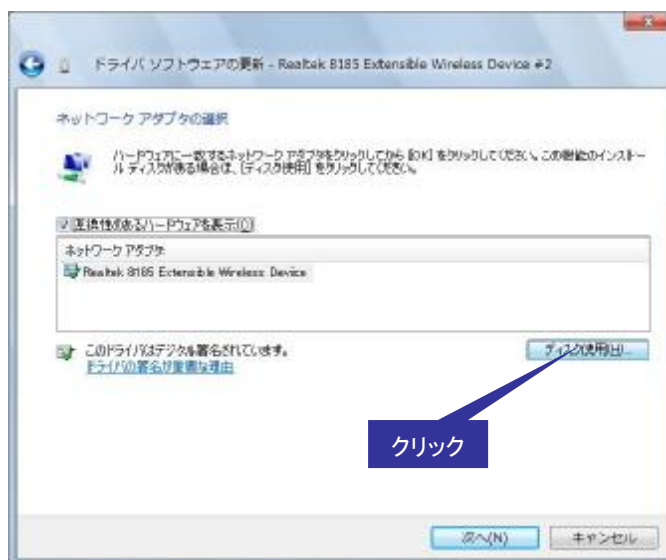 ドライバ ソフトウェアの更新 - Realtek 8185 Extensible Wireless Device #2
ネットワーク アダプタの選択
ハードウェアに一致するネットワーク アダプタをクリックしてから [OK] をクリックしてください。この機能のインストー
ル ディスクがある場合は、[ディスク使用] をクリックしてください。
互換性のあるハードウェアを表示(C)
ネットワーク アダプタ
Realtek 8185 Extensible Wireless Device
このドライバはデジタル署名されています。
ディスク使用(H)...
ドライバの署名が重要な理由
クリック
次へ(N)
キャンセル